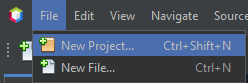 File Edit View Navigate Source
New Project... Ctrl+Shift+N
New File... Ctrl+N